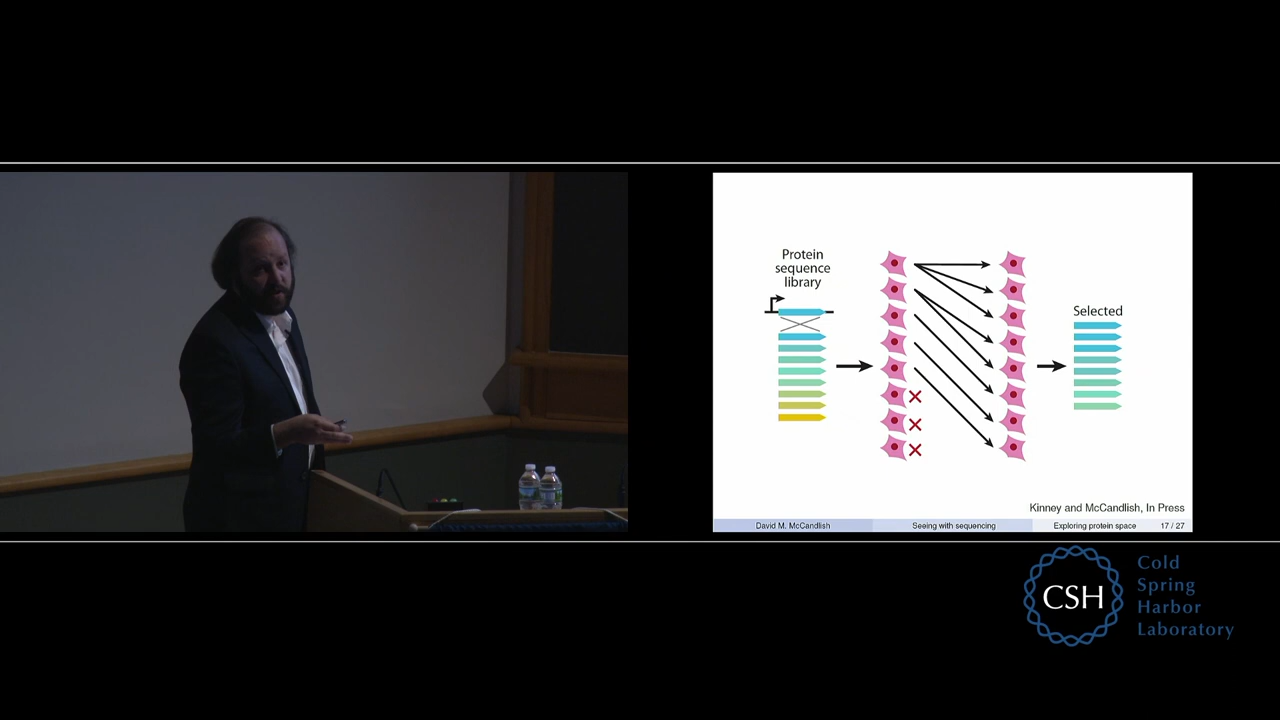 Protein
sequence
library
Selected
Kinney and McCandlish, In Press
David M. McCandlish
Seeing with sequencing
Exploring protein space
17 / 27
CSH
Cold
Spring
Harbor
Laboratory